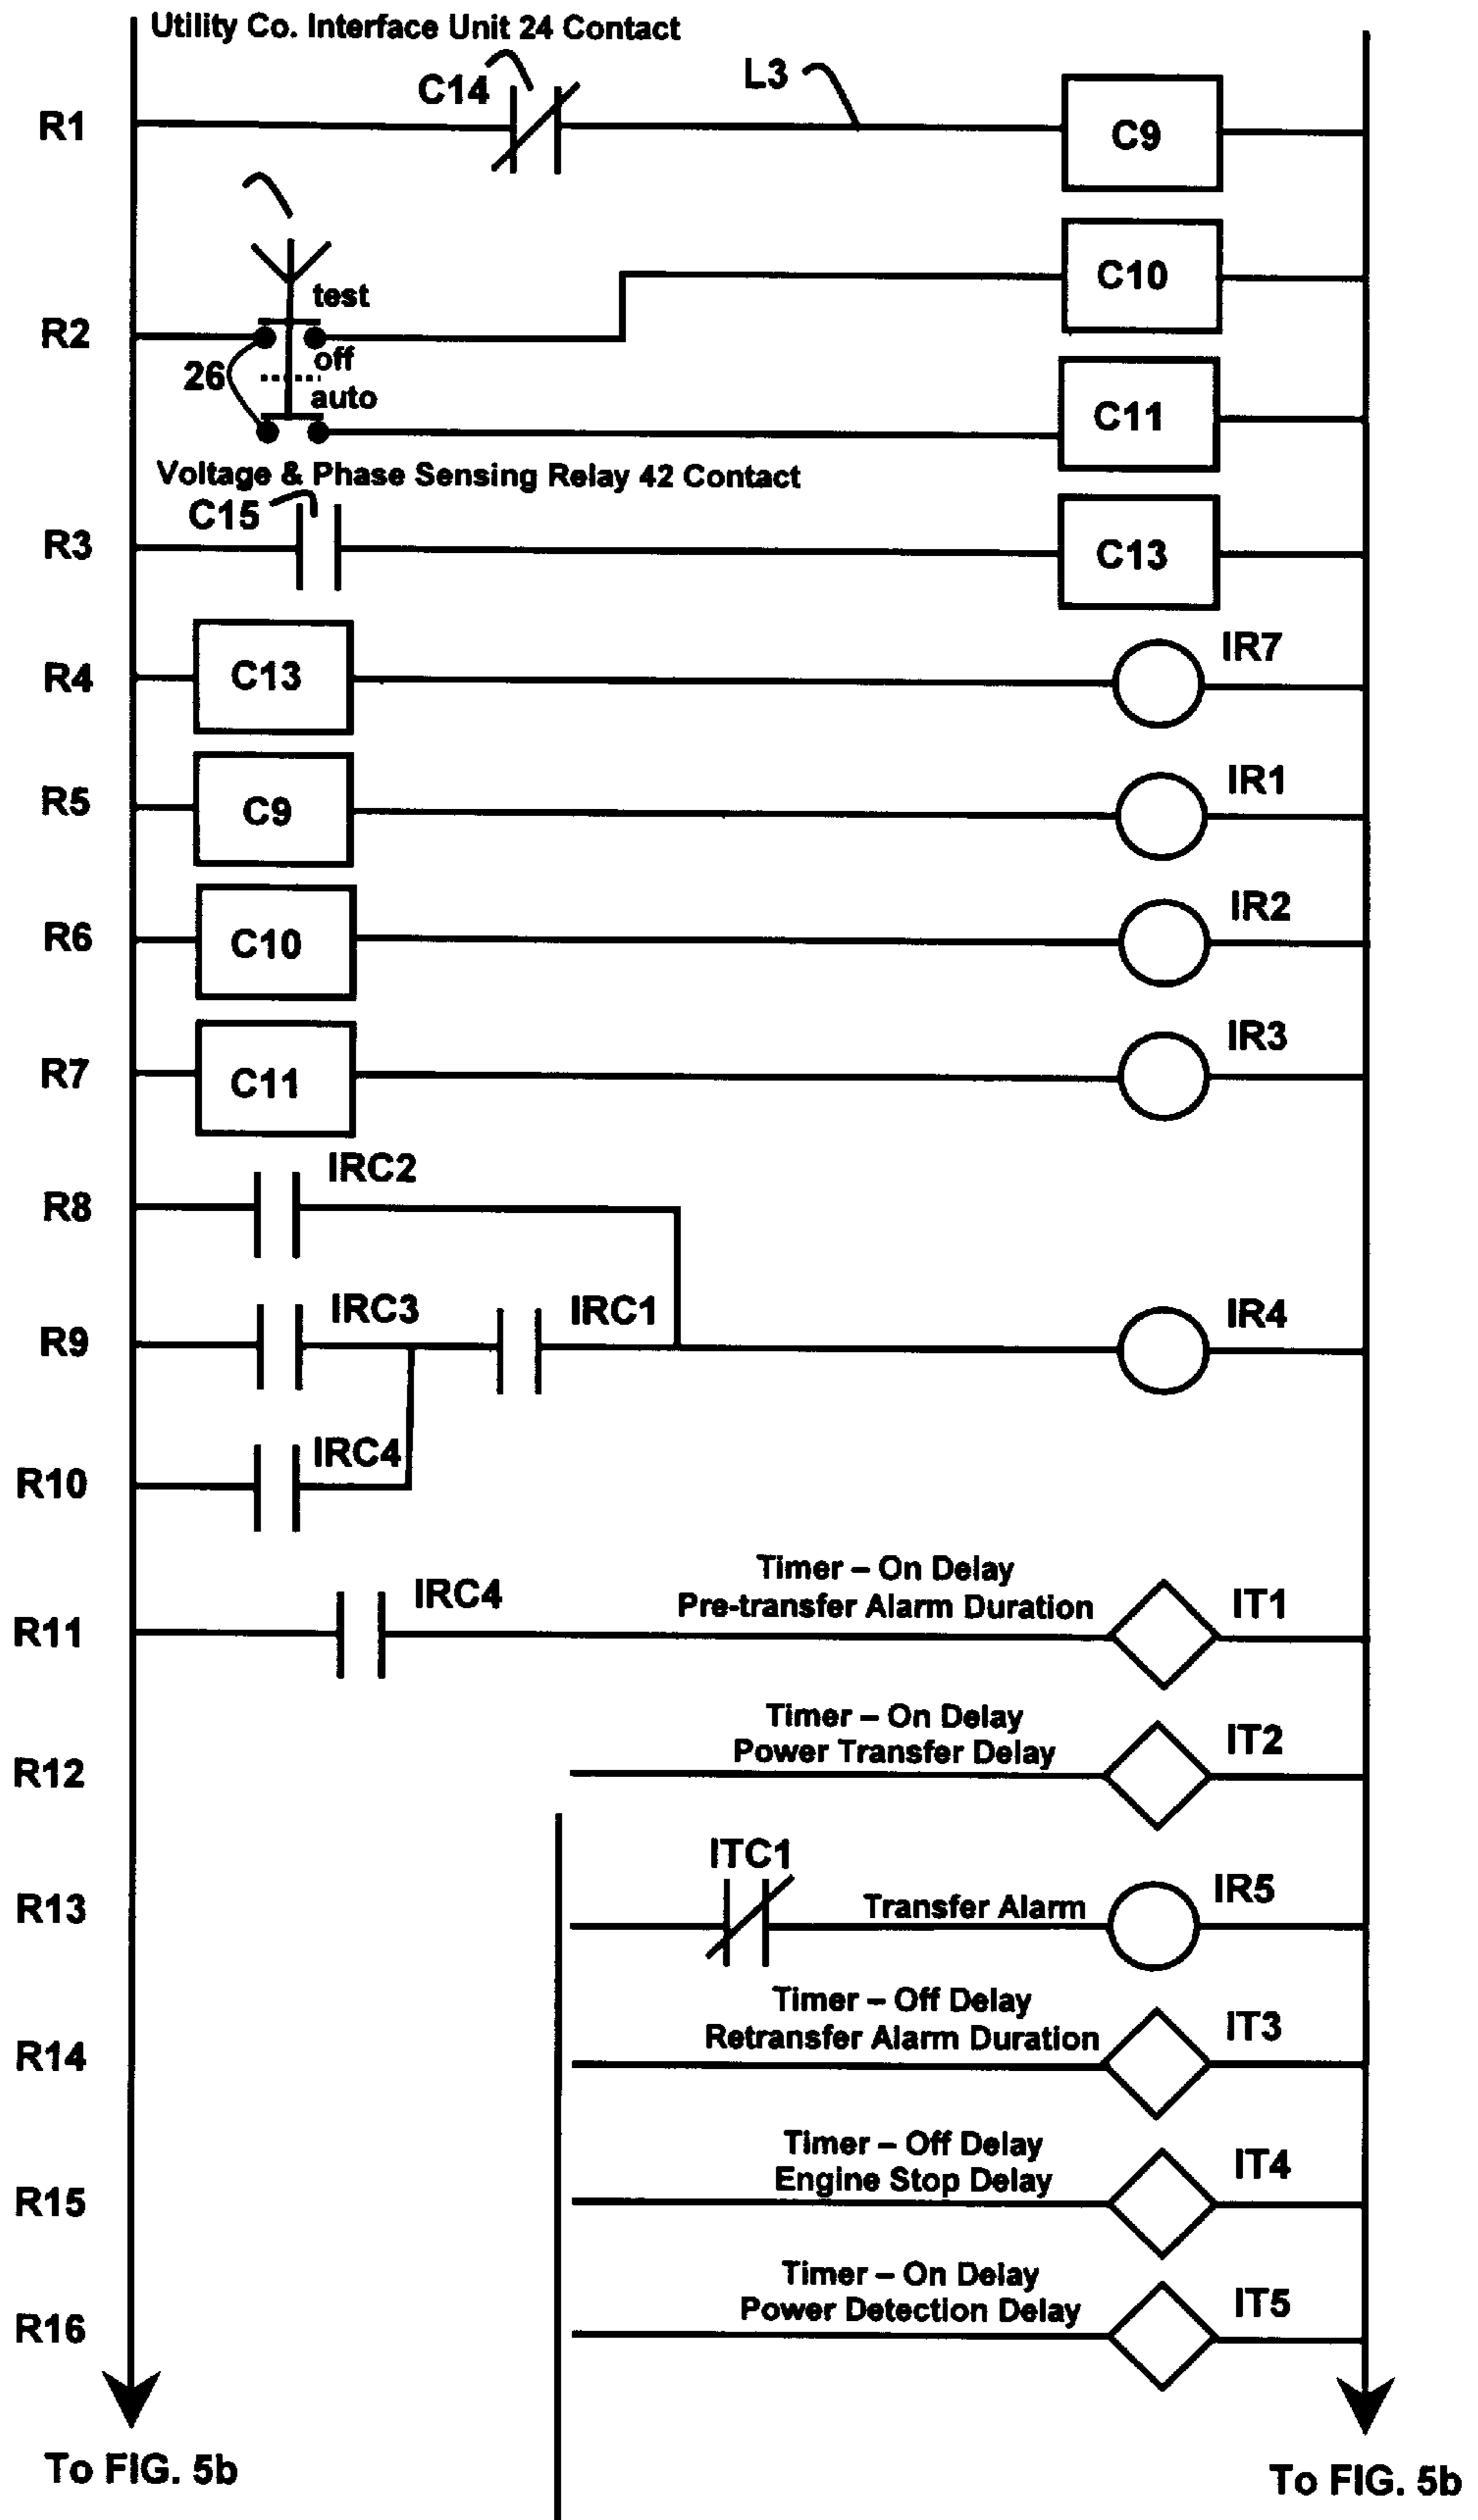 Utility Co. Interface Unit 24 Contact
C14
L3
R1
C9
C10
test
R2
off
26
auto
C11
Voltage & Phase Sensing Relay 42 Contact
C15
R3
C13
R4
C13
IR7
R5
C9
IR1
R6
C10
IR2
R7
C11
IR3
IRC2
R8
IRC3
IRC1
IR4
R9
IRC4
R10
Timer – On Delay
IRC4
Pre-transfer Alarm Duration
IT1
R11
Timer – On Delay
Power Transfer Delay
IT2
R12
ITC1
Transfer Alarm
IR5
R13
Timer – Off Delay
Retransfer Alarm Duration
IT3
R14
Timer – Off Delay
Engine Stop Delay
IT4
R15
Timer – On Delay
Power Detection Delay
IT5
R16
To FIG. 5b
To FIG. 5b